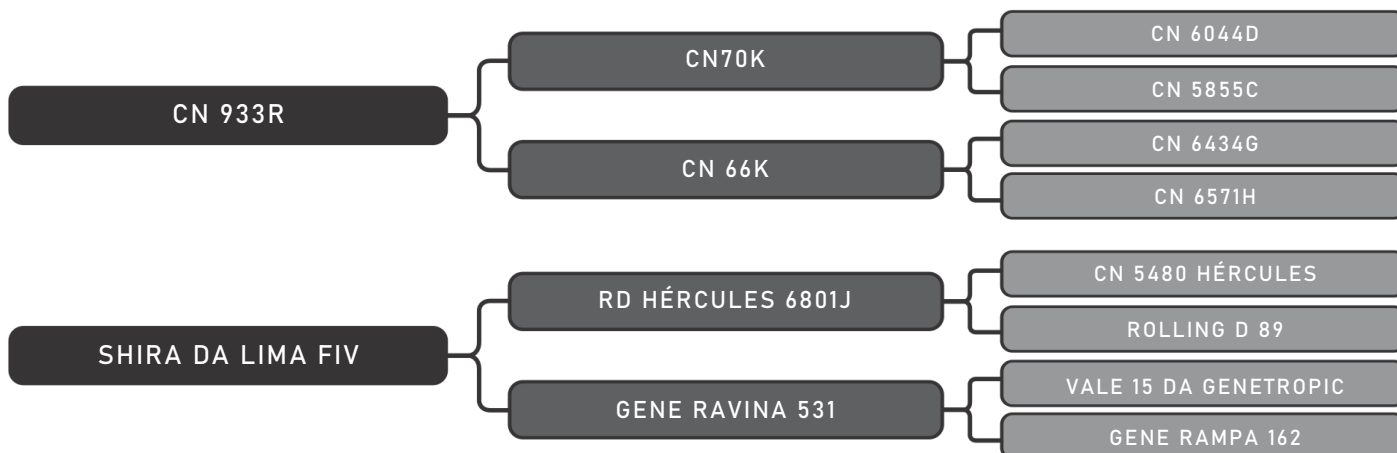 CN 933R
CN70K
CN 6044D
CN 5855C
CN 66K
CN 6434G
CN 6571H
SHIRA DA LIMA FIV
RD HÉRCULES 6801J
CN 5480 HÉRCULES
ROLLING D 89
GENE RAVINA 531
VALE 15 DA GENETROPIC
GENE RAMPA 162